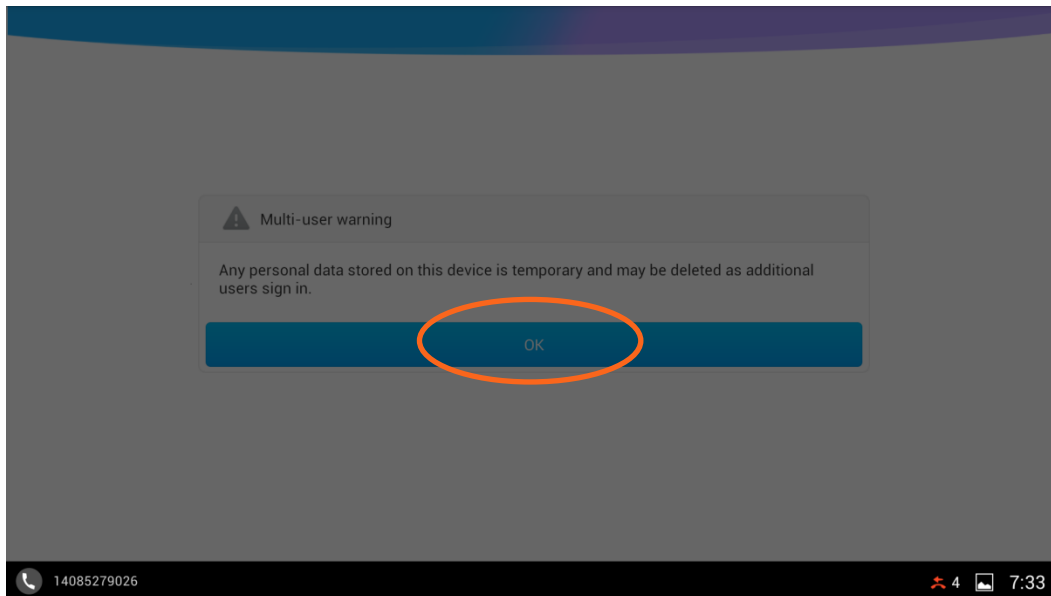 Multi-user warning
Any personal data stored on this device is temporary and may be deleted as additional
users sign in.
OK
14085279026
4
7:33